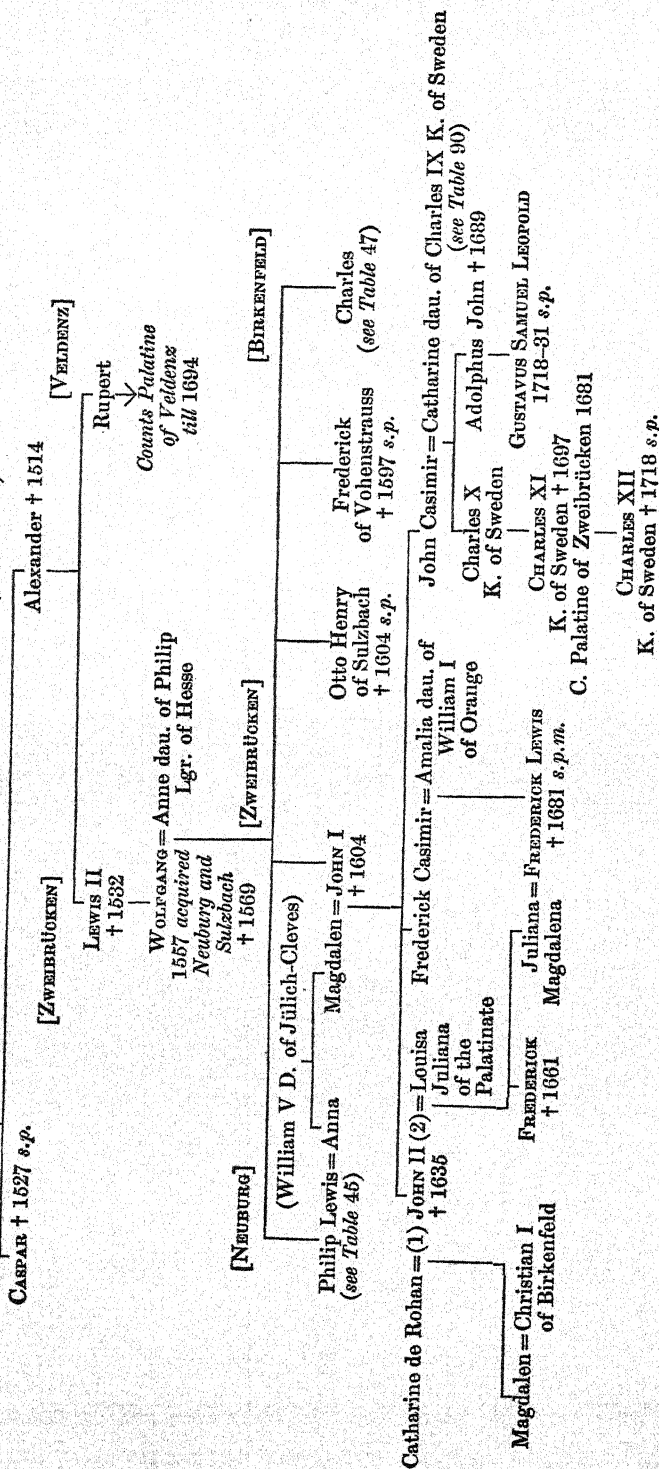 CASPAR † 1527 s.p.
Alexander † 1514
[ZWEIBRÜCKEN]
[VELDENZ]
LEWIS II
† 1532
Rupert
Counts Palatine
of Veldenz
till 1694
WOLFGANG = Anne dau. of Philip
Lgr. of Hesse
1557 acquired
Neuburg and
Sulzbach
† 1569
[NEUBURG]
[ZWEIBRÜCKEN]
[BIRKENFELD]
(William V D. of Jülich-Cleves)
Philip Lewis = Anna
(see Table 45)
Magdalen = JOHN I
† 1604
Otto Henry
of Sulzbach
† 1604 s.p.
Frederick
of Vohenstrauss
† 1597 s.p.
Charles
(see Table 47)
Catharine de Rohan = (1) JOHN II (2) = Louisa
† 1635
Juliana
of the
Palatinate
Frederick Casimir = Amalia dau. of
William I
of Orange
John Casimir = Catharine dau. of Charles IX K. of Sweden
(see Table 90)
Magdalen = Christian I
of Birkenfeld
FREDERICK
† 1661
Juliana = FREDERICK LEWIS
Magdalena
† 1681 s.p.m.
Charles X
K. of Sweden
Adolphus John † 1689
CHARLES XI
K. of Sweden † 1697
C. Palatine of Zweibrücken 1681
GUSTAVUS SAMUEL LEOPOLD
1718–31 s.p.
CHARLES XII
K. of Sweden † 1718 s.p.